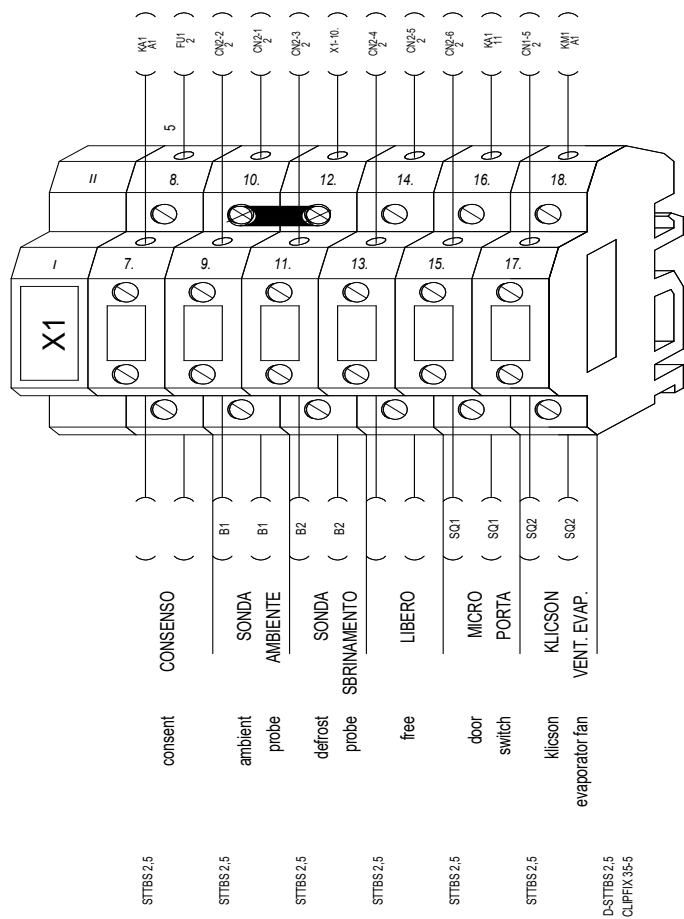 KA1
A1
FU1
2
CN2-2
2
CN2-1
2
CN2-3
2
X1-10.
CN2-4
2
CN2-5
2
CN2-6
2
KA1
11
CN1-5
2
KM1
A1
5
II
8.
10.
12.
14.
16.
18.
I
7.
9.
11.
13.
15.
17.
X1
B1
B1
B2
B2
SQ1
SQ1
SQ2
SQ2
CONSENSO
SONDA
AMBIENTE
SONDA
SBRINAMENTO
LIBERO
MICRO
PORTA
KLICSON
VENT. EVAP.
consent
ambient
probe
defrost
probe
free
door
switch
klicson
evaporator fan
STTBS 2,5
STTBS 2,5
STTBS 2,5
STTBS 2,5
STTBS 2,5
STTBS 2,5
D-STTBS 2,5
CLIPFIX 35-5